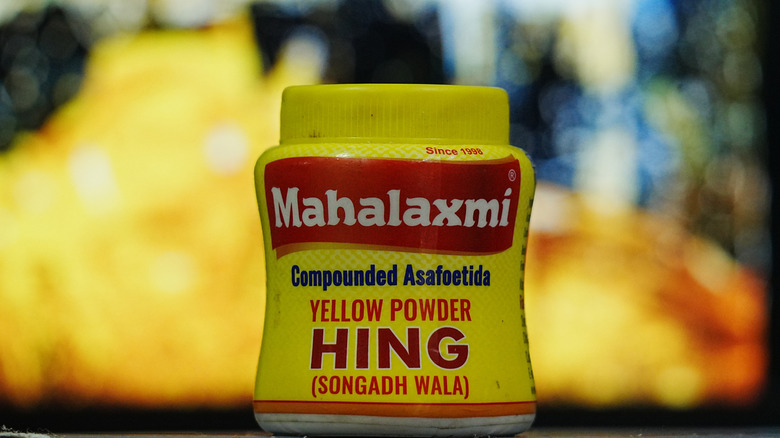 Since 1998
Mahalaxmi®
Compounded Asafoetida
YELLOW POWDER
HING
(SONGADH WALA)